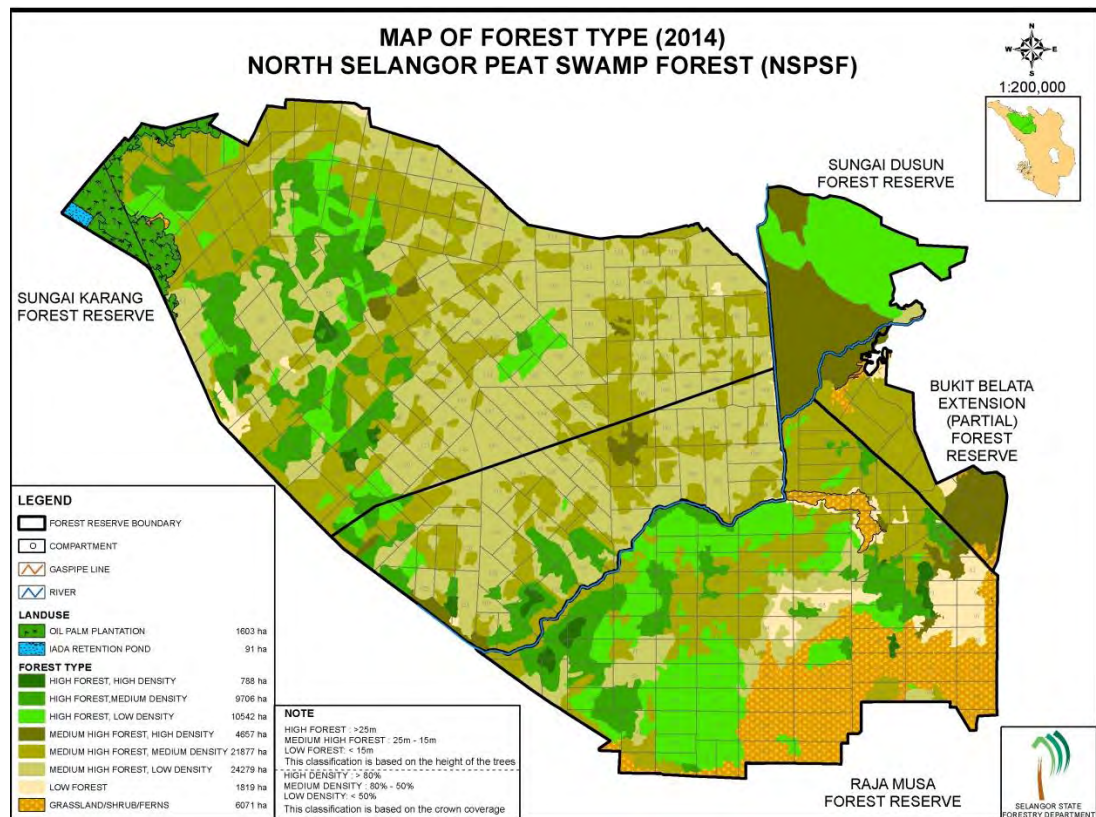 MAP OF FOREST TYPE (2014)
NORTH SELANGOR PEAT SWAMP FOREST (NSPSF)
N
W
E
S
1:200,000
SUNGAI DUSUN
FOREST RESERVE
SUNGAI KARANG
FOREST RESERVE
BUKIT BELATA
EXTENSION
(PARTIAL)
FOREST
RESERVE
RAJA MUSA
FOREST RESERVE
LEGEND
FOREST RESERVE BOUNDARY
COMPARTMENT
GASPIPE LINE
RIVER
LANDUSE
OIL PALM PLANTATION 1603 ha
IADA RETENTION POND 91 ha
FOREST TYPE
HIGH FOREST, HIGH DENSITY 788 ha
HIGH FOREST,MEDIUM DENSITY 9706 ha
HIGH FOREST, LOW DENSITY 10542 ha
MEDIUM HIGH FOREST, HIGH DENSITY 4657 ha
MEDIUM HIGH FOREST, MEDIUM DENSITY 21877 ha
MEDIUM HIGH FOREST, LOW DENSITY 24279 ha
LOW FOREST 1819 ha
GRASSLAND/SHRUB/FERNS 6071 ha
NOTE
HIGH FOREST : >25m
MEDIUM HIGH FOREST : 25m - 15m
LOW FOREST: < 15m
This classification is based on the height of the trees
HIGH DENSITY : > 80%
MEDIUM DENSITY : 80% - 50%
LOW DENSITY: < 50%
This classification is based on the crown coverage
SELANGOR STATE
FORESTRY DEPARTMENT